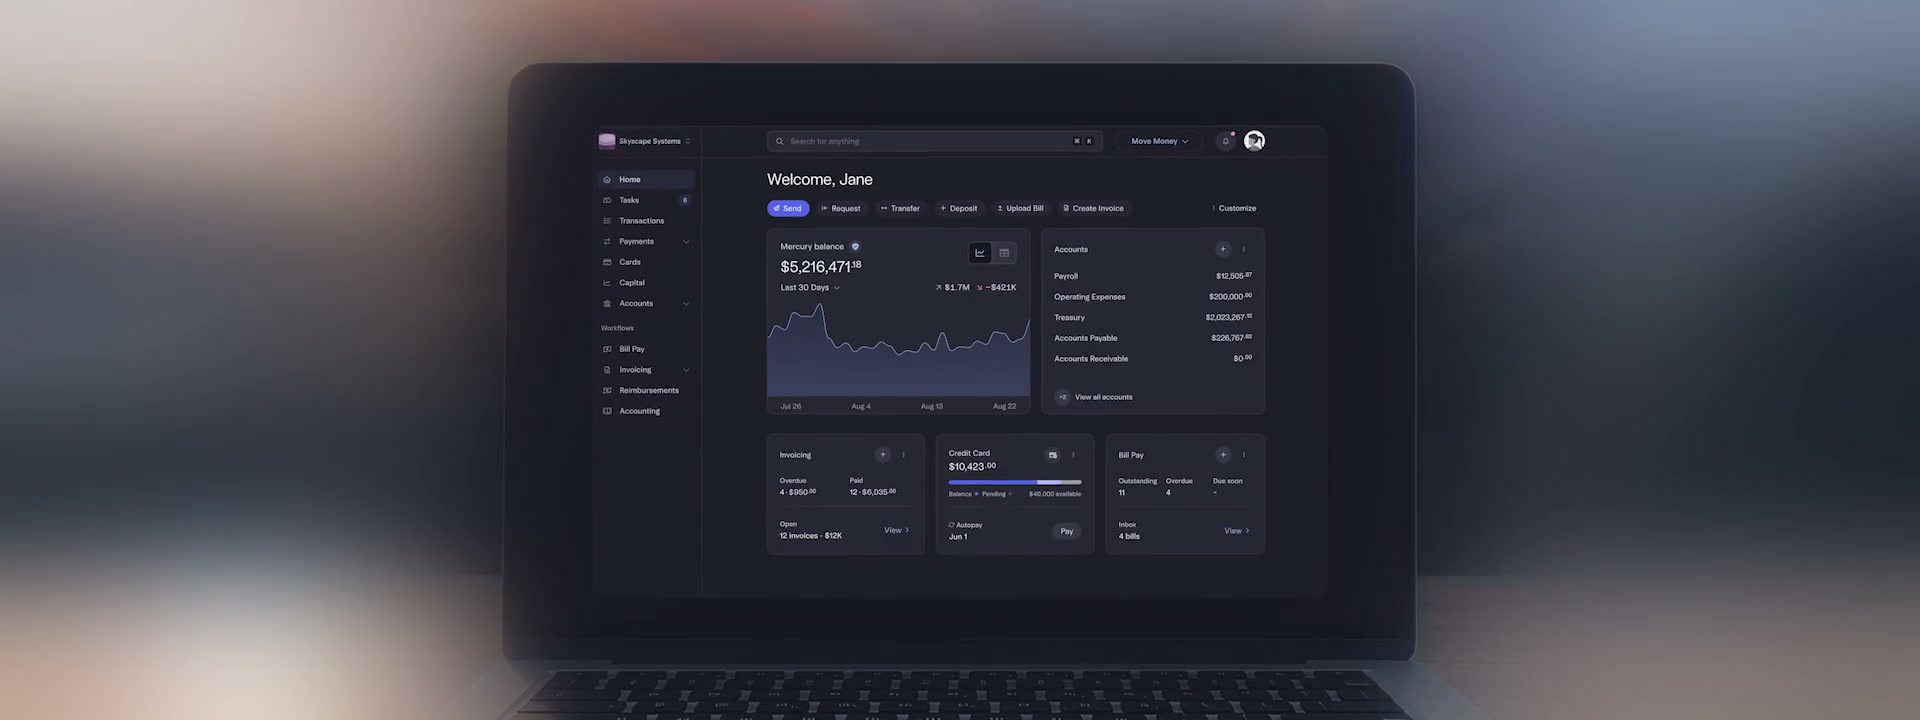 Skyscape Systems
Search for anything
⌘ K
Move Money
Home
Tasks 6
Transactions
Payments
Cards
Capital
Accounts
Workflows
Bill Pay
Invoicing
Reimbursements
Accounting
Welcome, Jane
Send Request Transfer Deposit Upload Bill Create Invoice Customize
Mercury balance
$5,216,471.18
Last 30 Days $1.7M −$421K
Jul 26 Aug 4 Aug 13 Aug 22
Accounts
Payroll $12,505.87
Operating Expenses $200,000.00
Treasury $2,023,267.12
Accounts Payable $226,767.82
Accounts Receivable $0.00
+2 View all accounts
Invoicing
Overdue Paid
4 · $950.00 12 · $6,035.00
Open
12 invoices · $12K View
Credit Card
$10,423.00
Balance Pending $40,000 available
Autopay
Jun 1 Pay
Bill Pay
Outstanding Overdue Due soon
11 4 -
Inbox
4 bills View